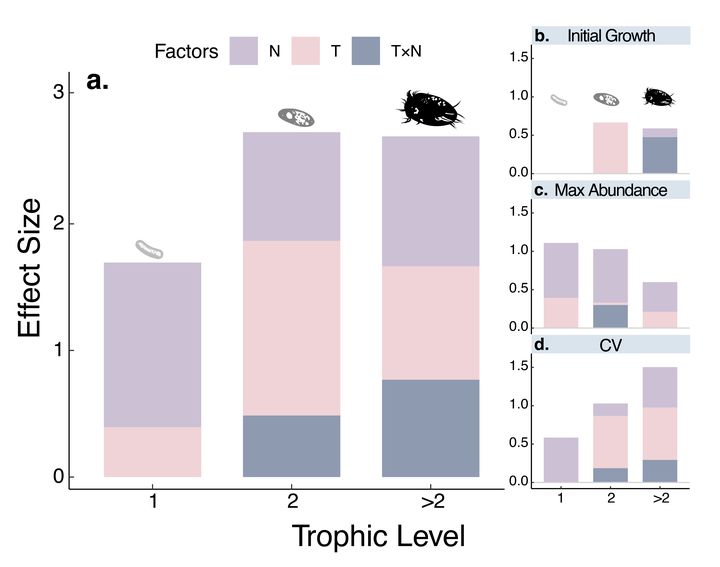 Factors N T T×N
a.
3
2
1
0
Effect Size
1 2 >2
Trophic Level
b. Initial Growth
1.5
1.0
0.5
0.0
c. Max Abundance
1.5
1.0
0.5
0.0
d. CV
1.5
1.0
0.5
0.0
1 2 >2